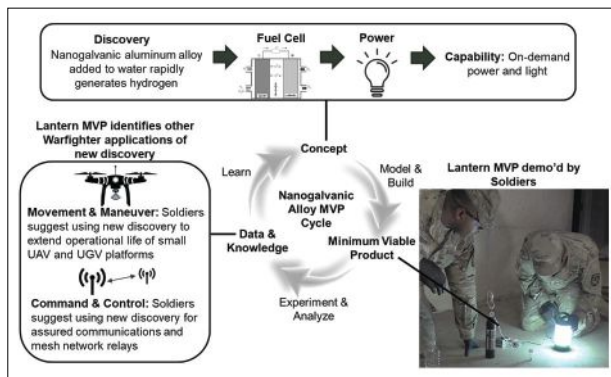 Discovery
Nanogalvanic aluminum alloy
added to water rapidly
generates hydrogen
Fuel Cell
Power
Capability: On-demand
power and light
Lantern MVP identifies other
Warfighter applications of
new discovery
Movement & Maneuver: Soldiers
suggest using new discovery to
extend operational life of small
UAV and UGV platforms
Command & Control: Soldiers
suggest using new discovery for
assured communications and
mesh network relays
Concept
Learn
Model &
Build
Nanogalvanic
Alloy MVP
Cycle
Data &
Knowledge
Minimum Viable
Product
Experiment &
Analyze
Lantern MVP demo'd by
Soldiers